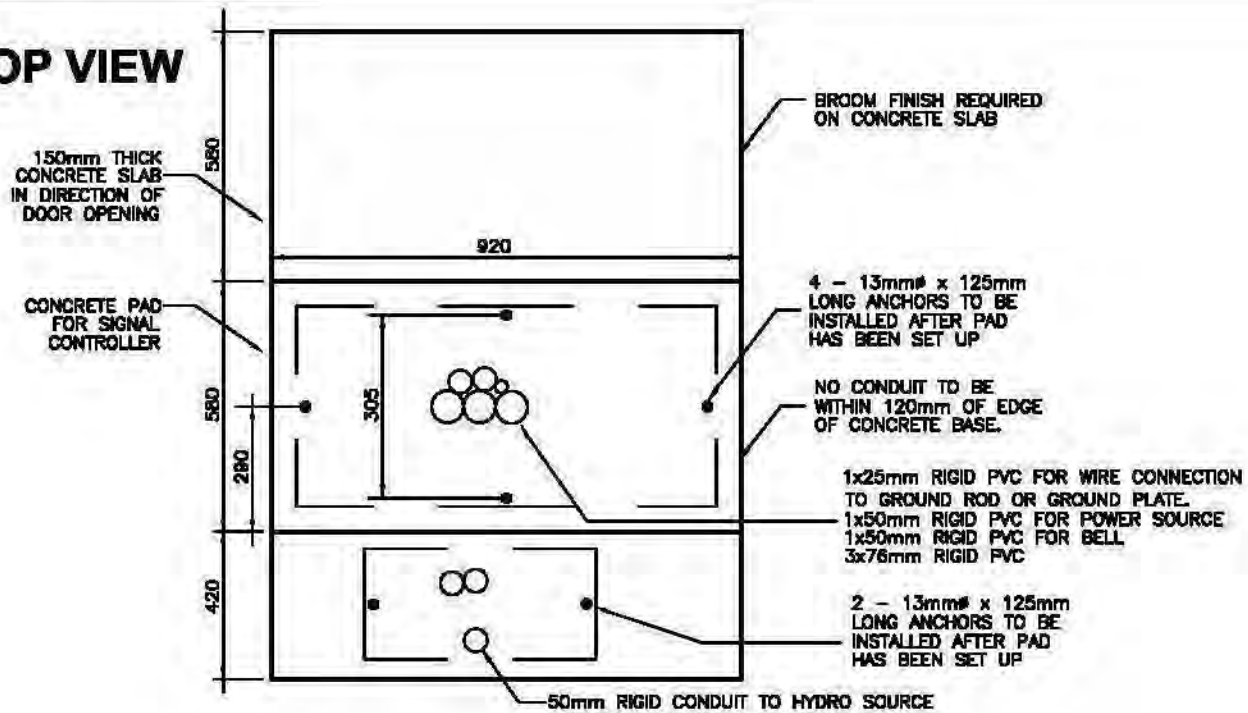 OP VIEW
BROOM FINISH REQUIRED
ON CONCRETE SLAB
150mm THICK
CONCRETE SLAB
IN DIRECTION OF
DOOR OPENING
580
920
CONCRETE PAD
FOR SIGNAL
CONTROLLER
4 - 13mmø x 125mm
LONG ANCHORS TO BE
INSTALLED AFTER PAD
HAS BEEN SET UP
580
305
290
NO CONDUIT TO BE
WITHIN 120mm OF EDGE
OF CONCRETE BASE.
1x25mm RIGID PVC FOR WIRE CONNECTION
TO GROUND ROD OR GROUND PLATE.
1x50mm RIGID PVC FOR POWER SOURCE
1x50mm RIGID PVC FOR BELL
3x76mm RIGID PVC
420
2 - 13mmø x 125mm
LONG ANCHORS TO BE
INSTALLED AFTER PAD
HAS BEEN SET UP
50mm RIGID CONDUIT TO HYDRO SOURCE